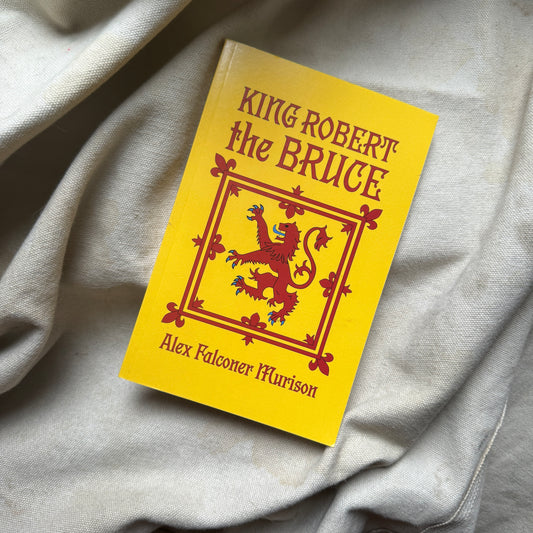 KING ROBERT
the BRUCE
Alex Falconer Murison